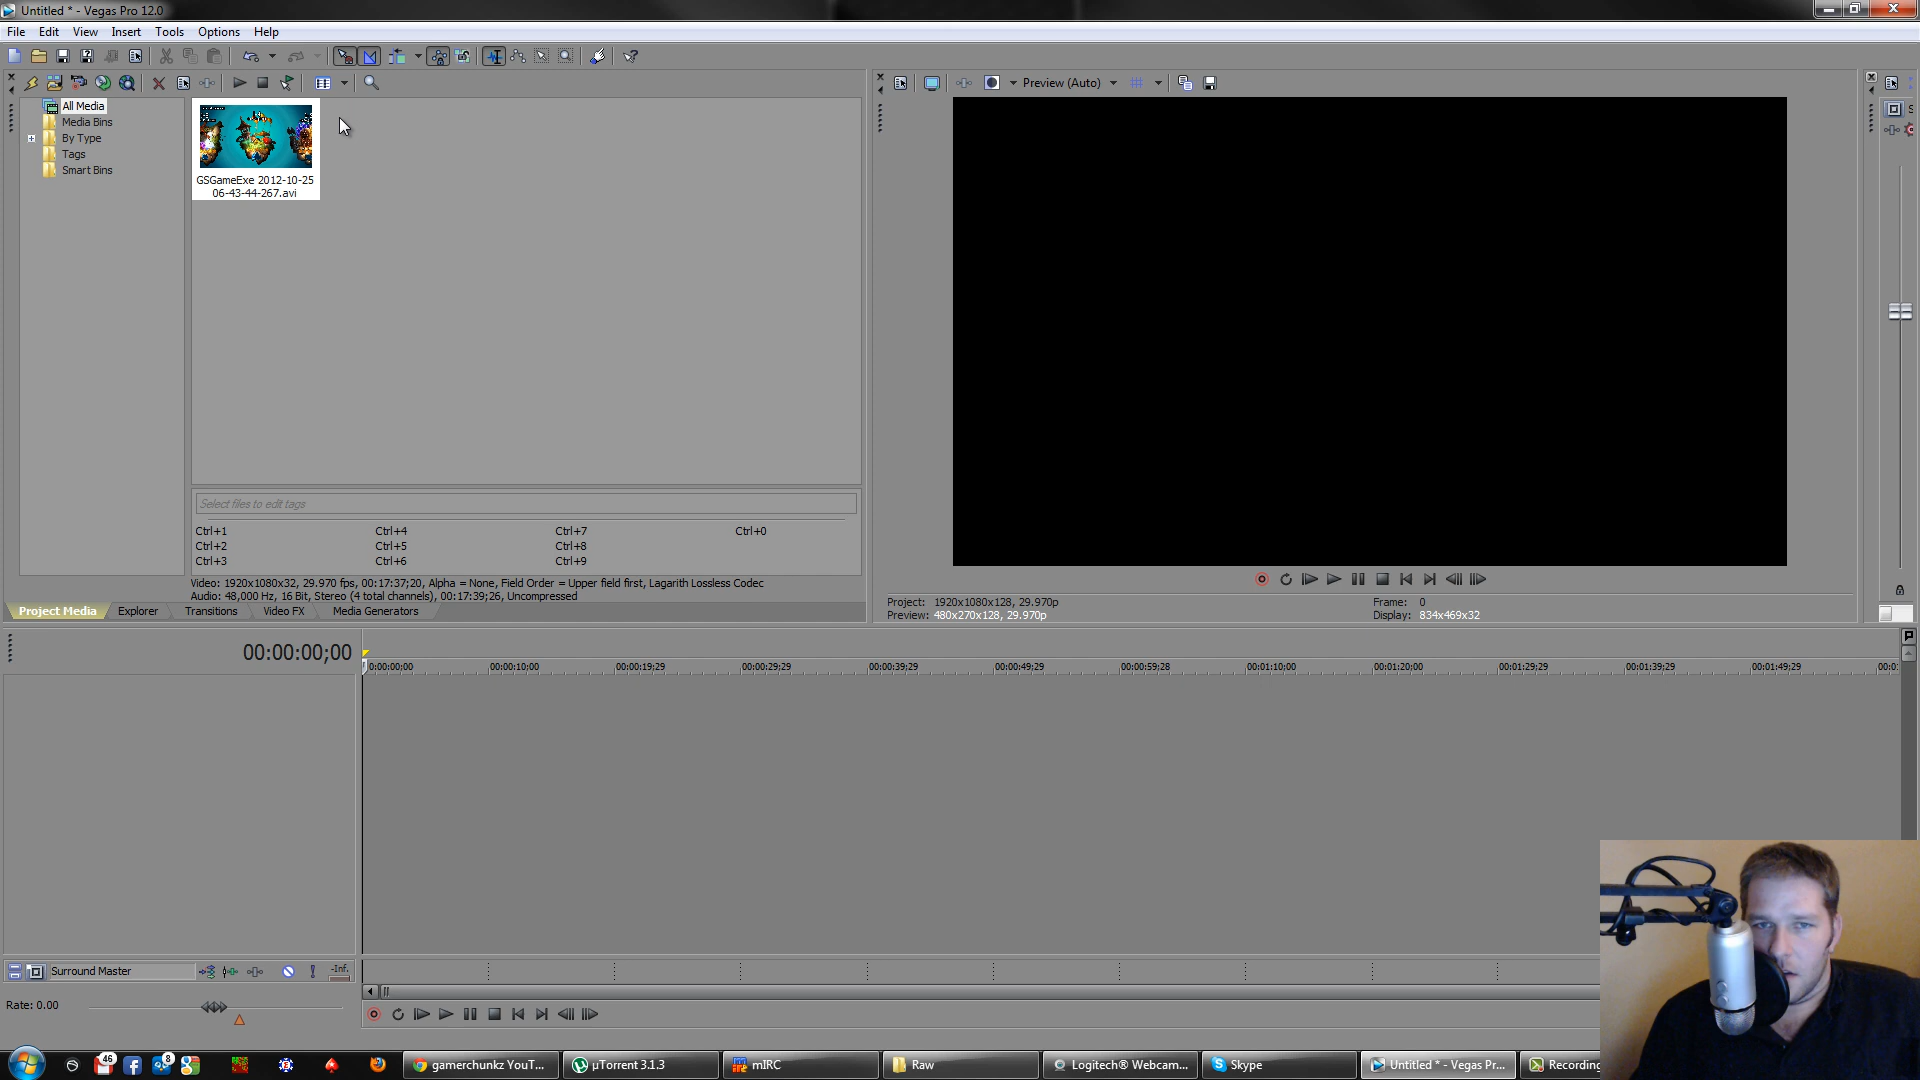 Untitled * - Vegas Pro 12.0
File Edit View Insert Tools Options Help
Preview (Auto)
All Media
Media Bins
By Type
Tags
Smart Bins
GSGameExe 2012-10-25
06-43-44-267.avi
S
Select files to edit tags
Ctrl+1 Ctrl+4 Ctrl+7 Ctrl+0
Ctrl+2 Ctrl+5 Ctrl+8
Ctrl+3 Ctrl+6 Ctrl+9
Video: 1920x1080x32, 29.970 fps, 00:17:37;20, Alpha = None, Field Order = Upper field first, Lagarith Lossless Codec
Audio: 48,000 Hz, 16 Bit, Stereo (4 total channels), 00:17:39;26, Uncompressed
Project Media Explorer Transitions Video FX Media Generators
Project: 1920x1080x128, 29.970p Frame: 0
Preview: 480x270x128, 29.970p Display: 834x469x32
00:00:00;00
0:00:00;00 00:00:10;00 00:00:19;29 00:00:29;29 00:00:39;29 00:00:49;29 00:00:59;28 00:01:10;00 00:01:20;00 00:01:29;29 00:01:39;29 00:01:49;29 00:0
Surround Master -Inf.
Rate: 0.00
46 8 gamerchunkz YouT... µTorrent 3.1.3 mIRC Raw Logitech® Webcam... Skype Untitled * - Vegas Pr... Recording